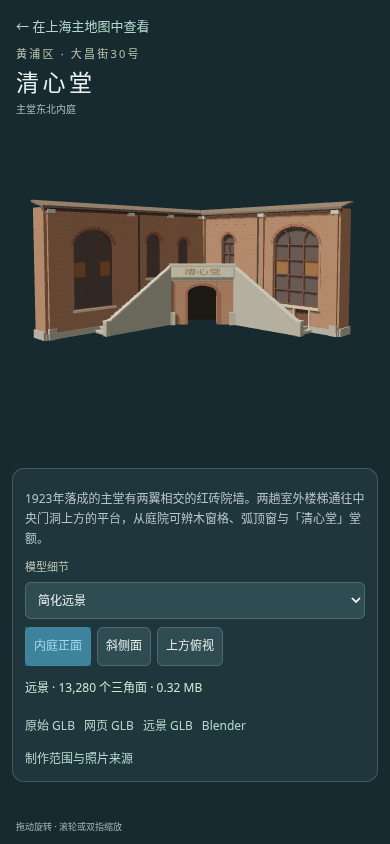 ← 在上海主地图中查看
黄浦区 · 大昌街30号
清心堂
主堂东北内庭
清心堂
1923年落成的主堂有两翼相交的红砖院墙。两趟室外楼梯通往中
央门洞上方的平台，从庭院可辨木窗格、弧顶窗与「清心堂」堂
额。
模型细节
简化远景
内庭正面 斜侧面 上方俯视
远景 · 13,280 个三角面 · 0.32 MB
原始 GLB 网页 GLB 远景 GLB Blender
制作范围与照片来源
拖动旋转 · 滚轮或双指缩放